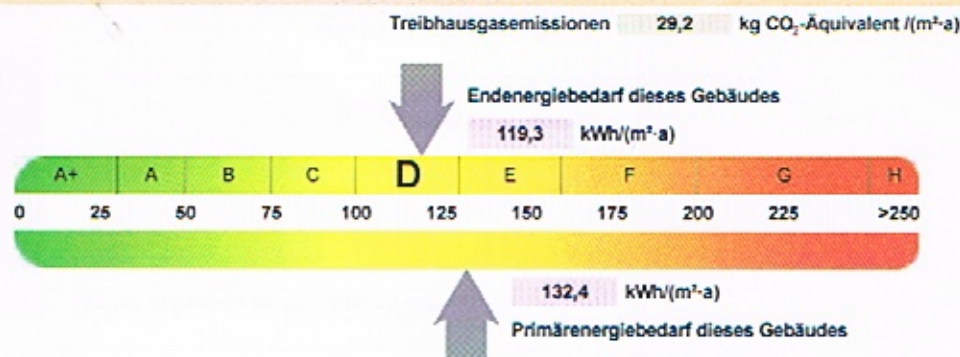 Treibhausgasemissionen 29,2 kg CO₂-Äquivalent /(m²·a)
Endenergiebedarf dieses Gebäudes
119,3 kWh/(m²·a)
A+ A B C D E F G H
0 25 50 75 100 125 150 175 200 225 >250
132,4 kWh/(m²·a)
Primärenergiebedarf dieses Gebäudes